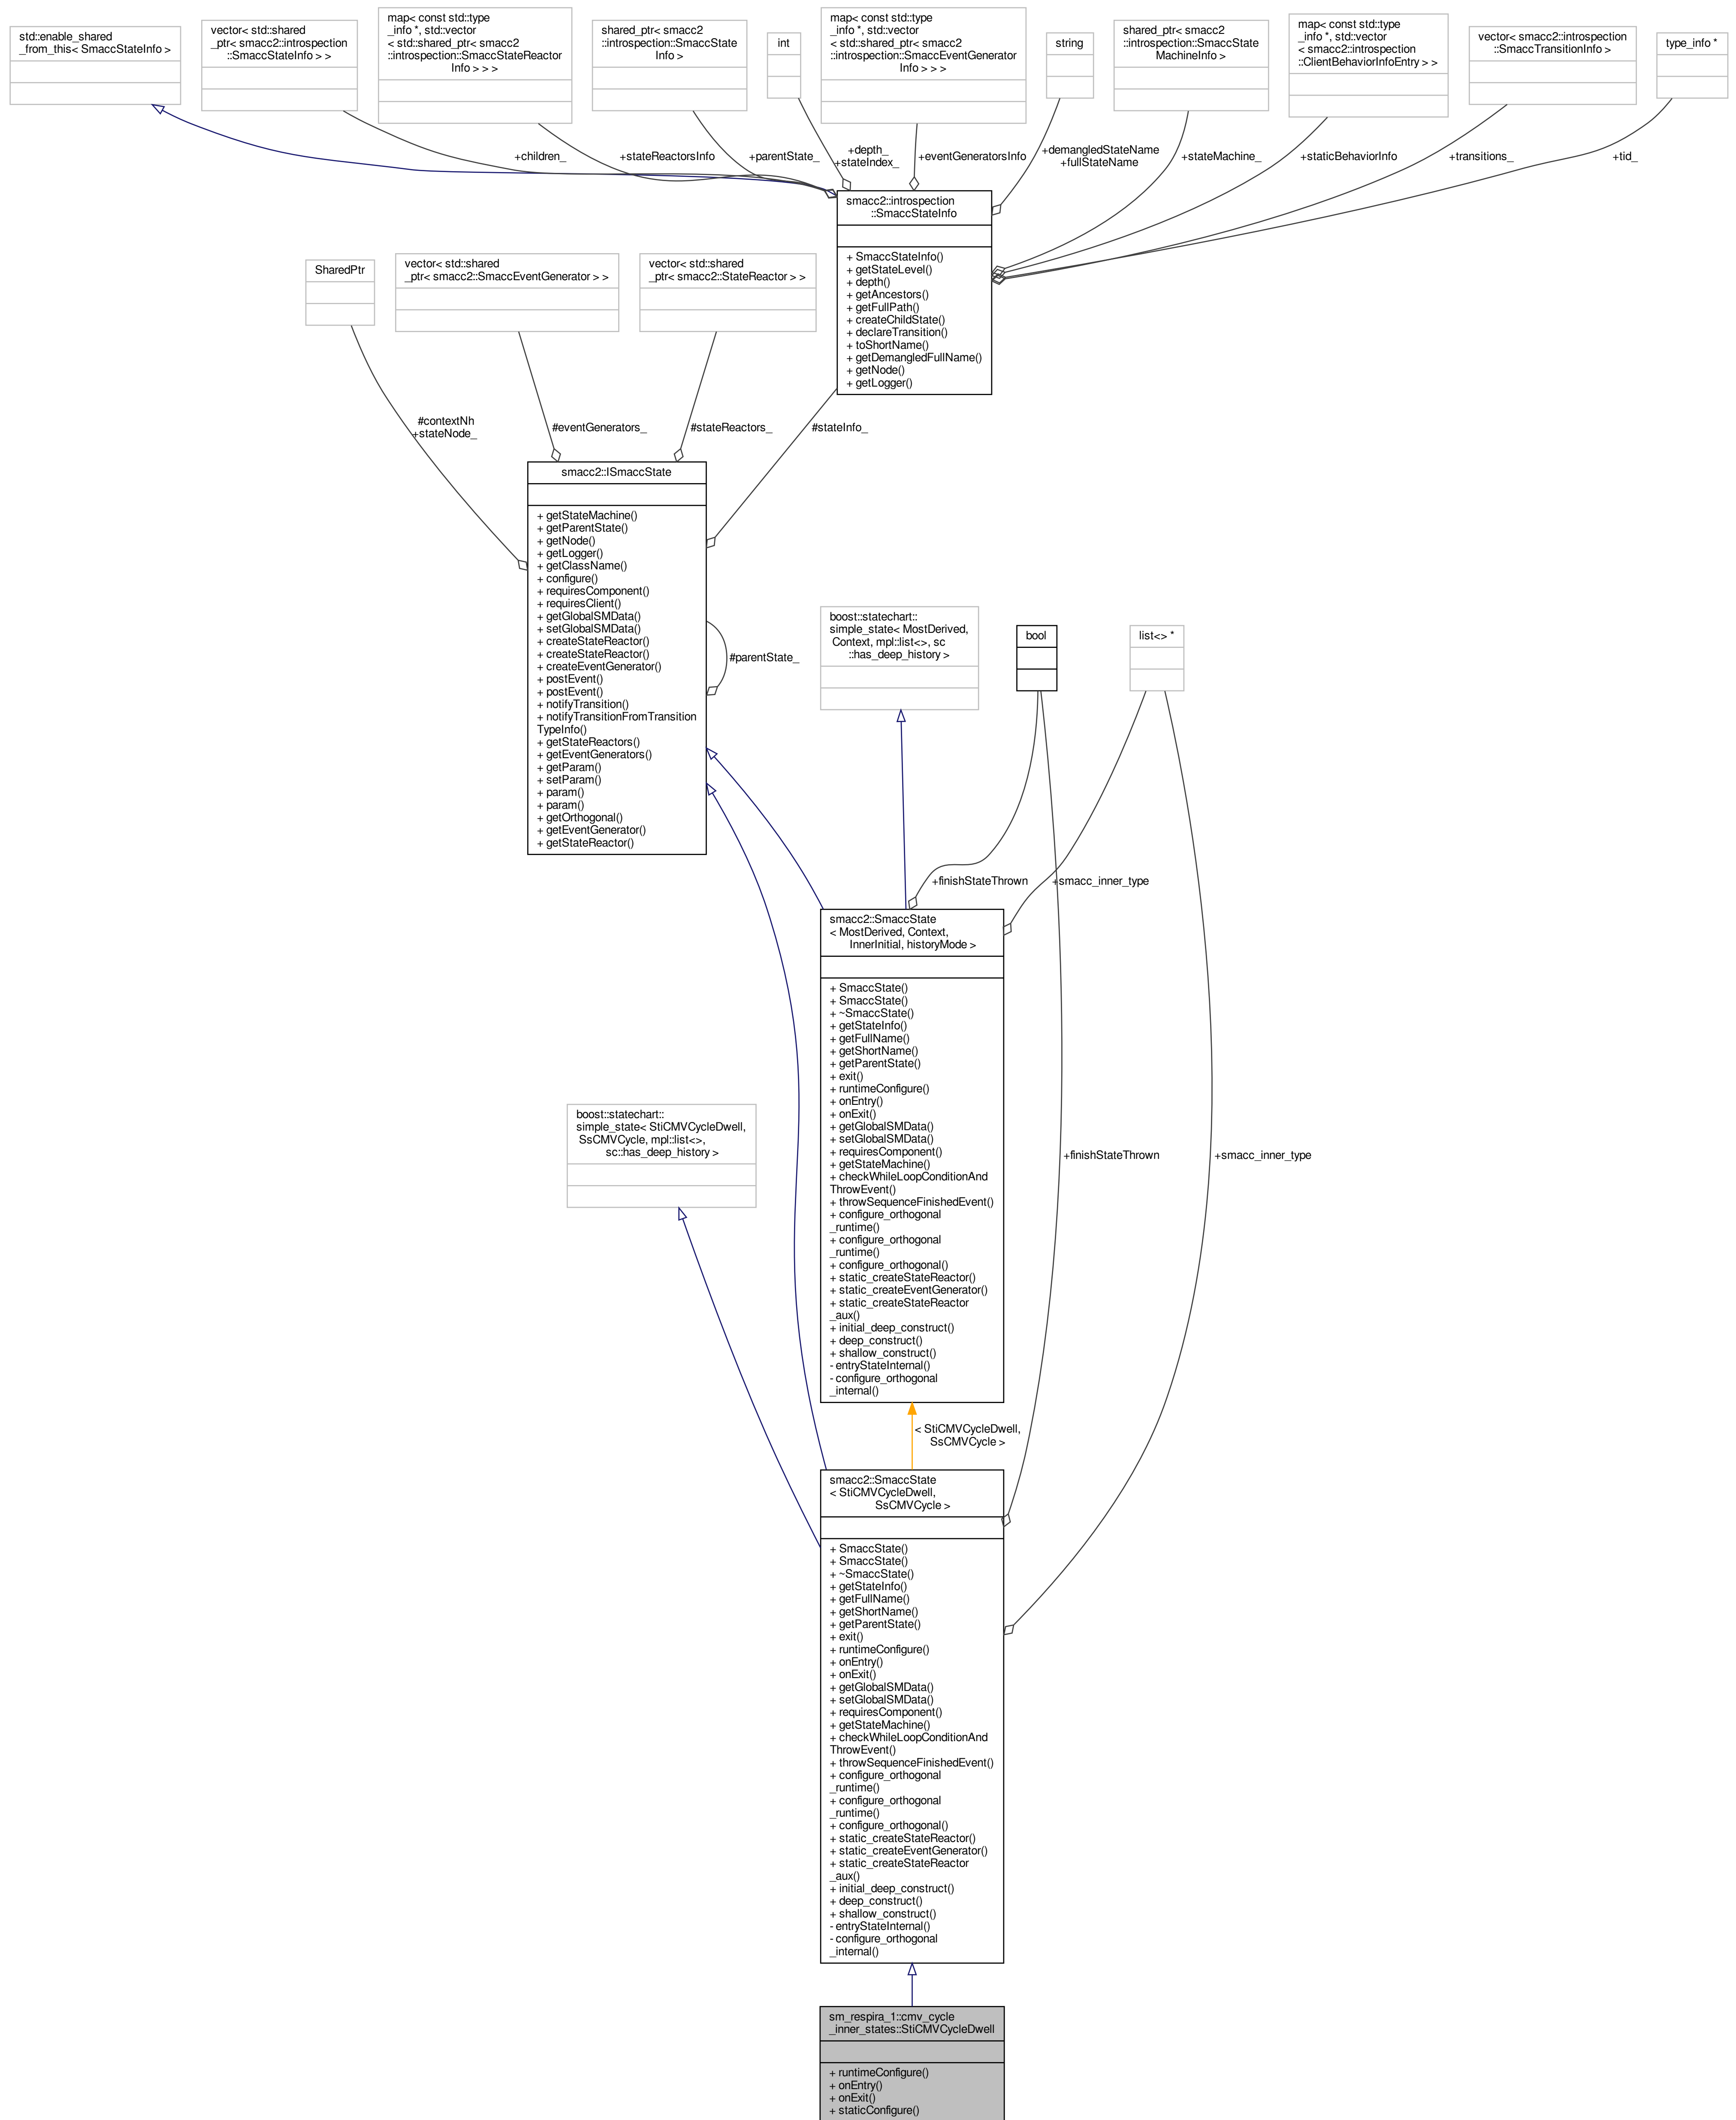 std::enable_shared
_from_this< SmaccStateInfo >
vector< std::shared
_ptr< smacc2::introspection
::SmaccStateInfo > >
map< const std::type
_info *, std::vector
< std::shared_ptr< smacc2
::introspection::SmaccStateReactor
Info > > >
shared_ptr< smacc2
::introspection::SmaccState
Info >
int
map< const std::type
_info *, std::vector
< std::shared_ptr< smacc2
::introspection::SmaccEventGenerator
Info > > >
string
shared_ptr< smacc2
::introspection::SmaccState
MachineInfo >
map< const std::type
_info *, std::vector
< smacc2::introspection
::ClientBehaviorInfoEntry > >
vector< smacc2::introspection
::SmaccTransitionInfo >
type_info *
+children_
+stateReactorsInfo
+parentState_
+depth_
+stateIndex_
+eventGeneratorsInfo
+demangledStateName
+fullStateName
+stateMachine_
+staticBehaviorInfo
+transitions_
+tid_
smacc2::introspection
::SmaccStateInfo
+ SmaccStateInfo()
+ getStateLevel()
+ depth()
+ getAncestors()
+ getFullPath()
+ createChildState()
+ declareTransition()
+ toShortName()
+ getDemangledFullName()
+ getNode()
+ getLogger()
SharedPtr
vector< std::shared
_ptr< smacc2::SmaccEventGenerator > >
vector< std::shared
_ptr< smacc2::StateReactor > >
#contextNh
+stateNode_
#eventGenerators_
#stateReactors_
#stateInfo_
smacc2::ISmaccState
+ getStateMachine()
+ getParentState()
+ getNode()
+ getLogger()
+ getClassName()
+ configure()
+ requiresComponent()
+ requiresClient()
+ getGlobalSMData()
+ setGlobalSMData()
+ createStateReactor()
+ createStateReactor()
+ createEventGenerator()
+ postEvent()
+ postEvent()
+ notifyTransition()
+ notifyTransitionFromTransition
TypeInfo()
+ getStateReactors()
+ getEventGenerators()
+ getParam()
+ setParam()
+ param()
+ param()
+ getOrthogonal()
+ getEventGenerator()
+ getStateReactor()
#parentState_
boost::statechart::
simple_state< MostDerived,
Context, mpl::list<>, sc
::has_deep_history >
bool
list<> *
+finishStateThrown
+smacc_inner_type
smacc2::SmaccState
< MostDerived, Context,
InnerInitial, historyMode >
+ SmaccState()
+ SmaccState()
+ ~SmaccState()
+ getStateInfo()
+ getFullName()
+ getShortName()
+ getParentState()
+ exit()
+ runtimeConfigure()
+ onEntry()
+ onExit()
+ getGlobalSMData()
+ setGlobalSMData()
+ requiresComponent()
+ getStateMachine()
+ checkWhileLoopConditionAnd
ThrowEvent()
+ throwSequenceFinishedEvent()
+ configure_orthogonal
_runtime()
+ configure_orthogonal
_runtime()
+ configure_orthogonal()
+ static_createStateReactor()
+ static_createEventGenerator()
+ static_createStateReactor
_aux()
+ initial_deep_construct()
+ deep_construct()
+ shallow_construct()
- entryStateInternal()
- configure_orthogonal
_internal()
boost::statechart::
simple_state< StiCMVCycleDwell,
SsCMVCycle, mpl::list<>,
sc::has_deep_history >
+finishStateThrown
+smacc_inner_type
< StiCMVCycleDwell,
SsCMVCycle >
smacc2::SmaccState
< StiCMVCycleDwell,
SsCMVCycle >
+ SmaccState()
+ SmaccState()
+ ~SmaccState()
+ getStateInfo()
+ getFullName()
+ getShortName()
+ getParentState()
+ exit()
+ runtimeConfigure()
+ onEntry()
+ onExit()
+ getGlobalSMData()
+ setGlobalSMData()
+ requiresComponent()
+ getStateMachine()
+ checkWhileLoopConditionAnd
ThrowEvent()
+ throwSequenceFinishedEvent()
+ configure_orthogonal
_runtime()
+ configure_orthogonal
_runtime()
+ configure_orthogonal()
+ static_createStateReactor()
+ static_createEventGenerator()
+ static_createStateReactor
_aux()
+ initial_deep_construct()
+ deep_construct()
+ shallow_construct()
- entryStateInternal()
- configure_orthogonal
_internal()
sm_respira_1::cmv_cycle
_inner_states::StiCMVCycleDwell
+ runtimeConfigure()
+ onEntry()
+ onExit()
+ staticConfigure()